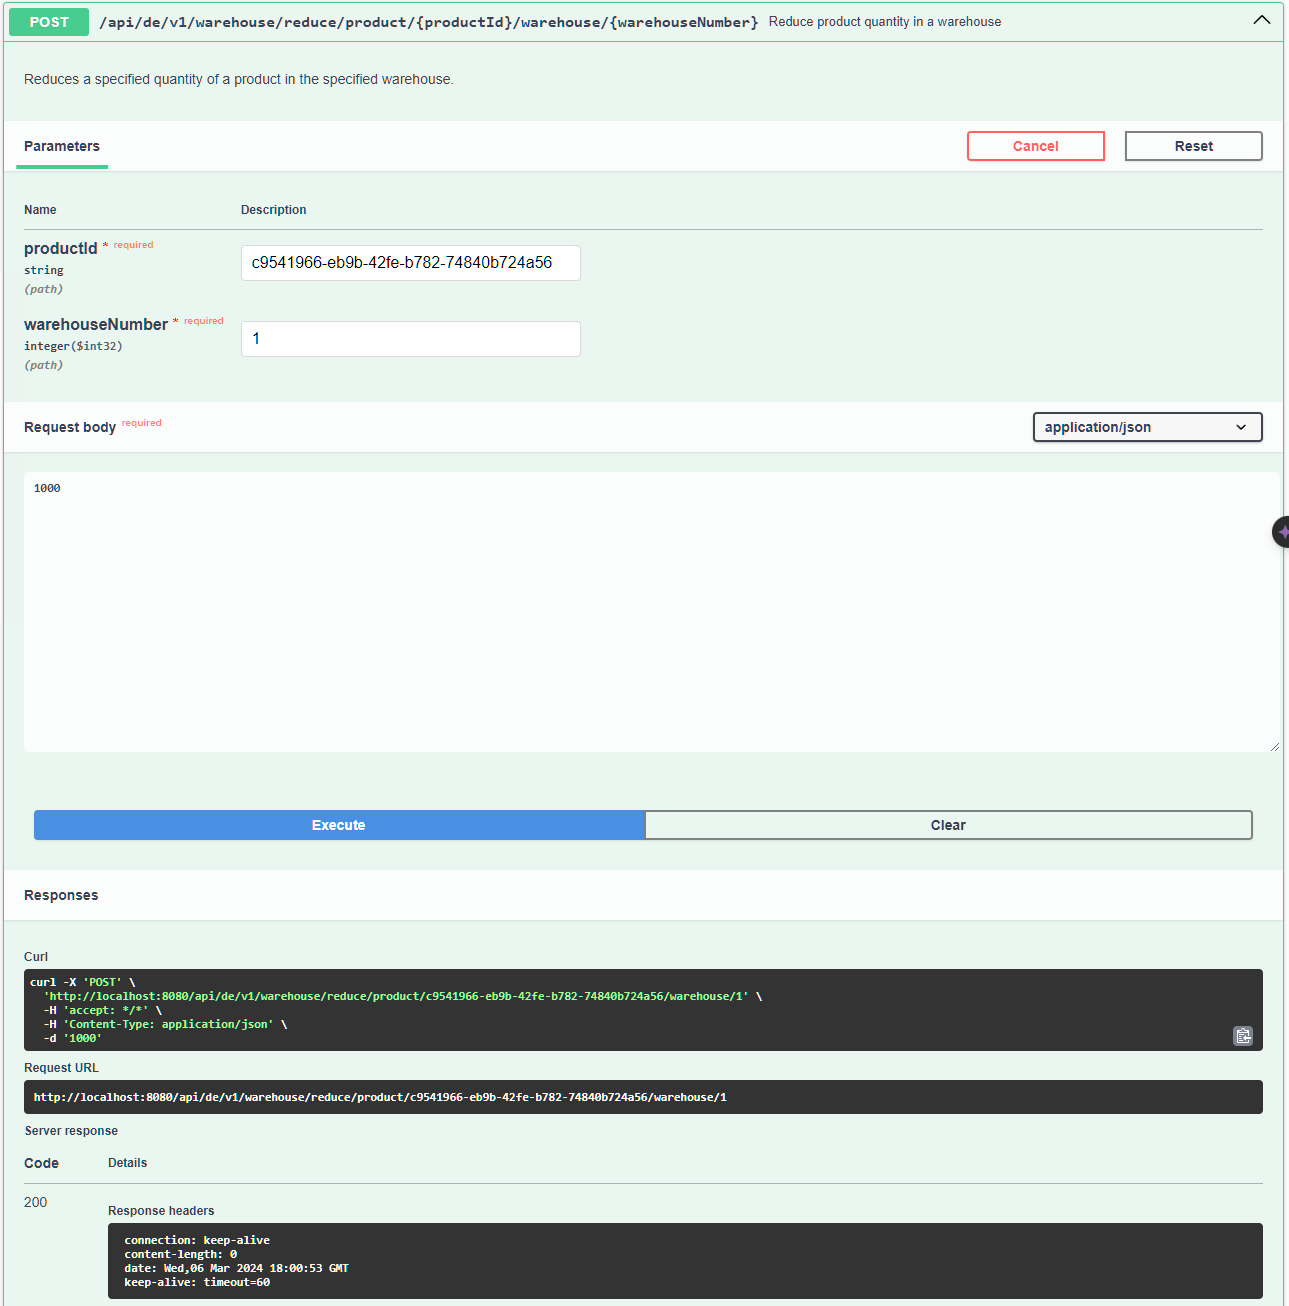 POST /api/de/v1/warehouse/reduce/product/{productId}/warehouse/{warehouseNumber} Reduce product quantity in a warehouse
Reduces a specified quantity of a product in the specified warehouse.
Parameters Cancel Reset
Name Description
productId * required c9541966-eb9b-42fe-b782-74840b724a56
string
(path)
warehouseNumber * required 1
integer($int32)
(path)
Request body required application/json
1000
Execute Clear
Responses
Curl
curl -X 'POST' \
'http://localhost:8080/api/de/v1/warehouse/reduce/product/c9541966-eb9b-42fe-b782-74840b724a56/warehouse/1' \
-H 'accept: */*' \
-H 'Content-Type: application/json' \
-d '1000'
Request URL
http://localhost:8080/api/de/v1/warehouse/reduce/product/c9541966-eb9b-42fe-b782-74840b724a56/warehouse/1
Server response
Code Details
200
Response headers
connection: keep-alive
content-length: 0
date: Wed,06 Mar 2024 18:00:53 GMT
keep-alive: timeout=60